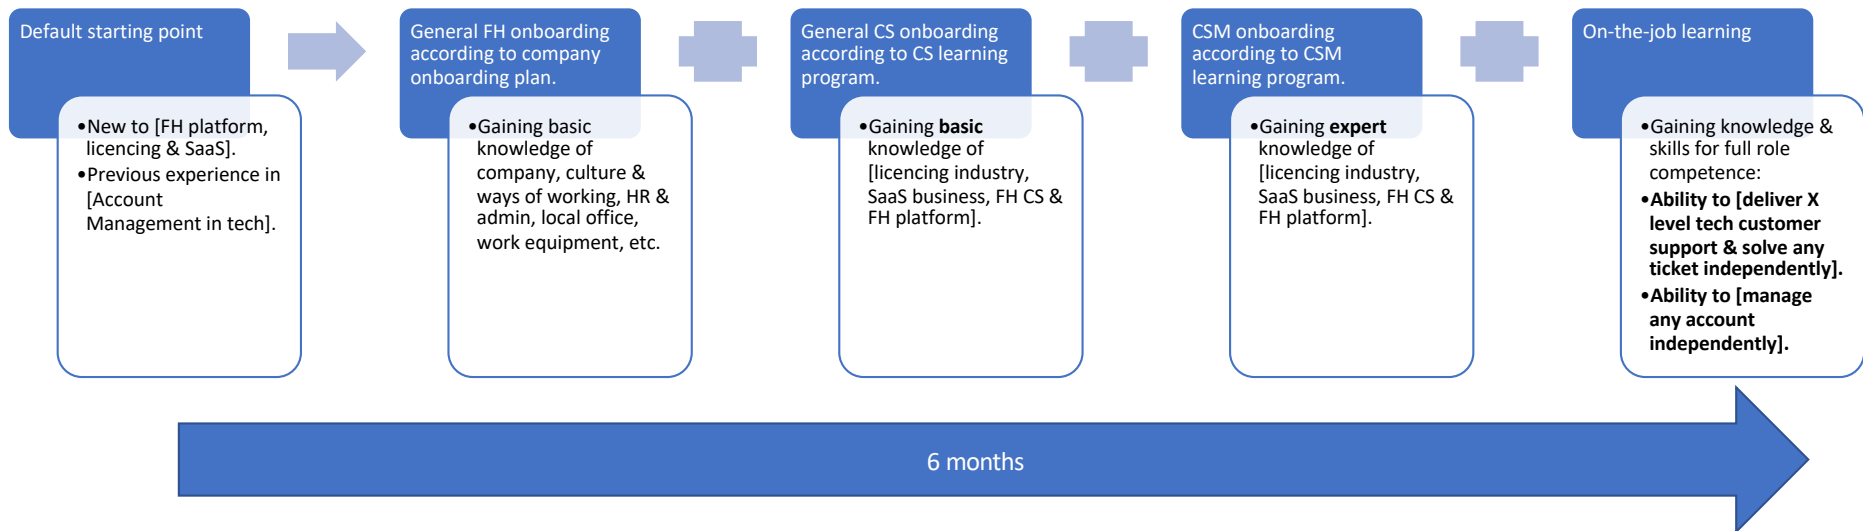 Default starting point
•New to [FH platform,
licencing & SaaS].
•Previous experience in
[Account
Management in tech].
General FH onboarding
according to company
onboarding plan.
•Gaining basic
knowledge of
company, culture &
ways of working, HR &
admin, local office,
work equipment, etc.
General CS onboarding
according to CS learning
program.
•Gaining basic
knowledge of
[licencing industry,
SaaS business, FH CS &
FH platform].
CSM onboarding
according to CSM
learning program.
•Gaining expert
knowledge of
[licencing industry,
SaaS business, FH CS &
FH platform].
On-the-job learning
•Gaining knowledge &
skills for full role
competence:
•Ability to [deliver X
level tech customer
support & solve any
ticket independently].
•Ability to [manage
any account
independently].
6 months